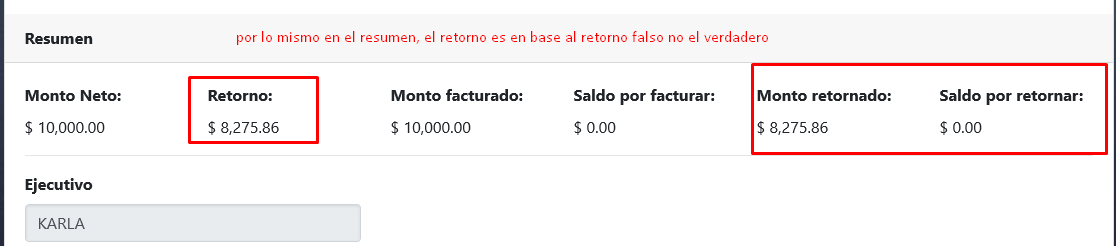 Resumen por lo mismo en el resumen, el retorno es en base al retorno falso no el verdadero
Monto Neto: Retorno: Monto facturado: Saldo por facturar: Monto retornado: Saldo por retornar:
$ 10,000.00 $ 8,275.86 $ 10,000.00 $ 0.00 $ 8,275.86 $ 0.00
Ejecutivo
KARLA